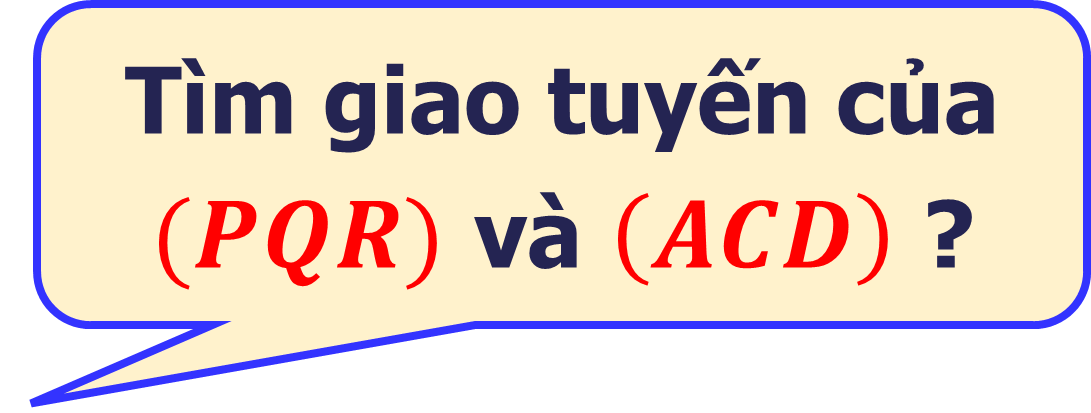 Tìm giao tuyến của
(PQR) và (ACD) ?